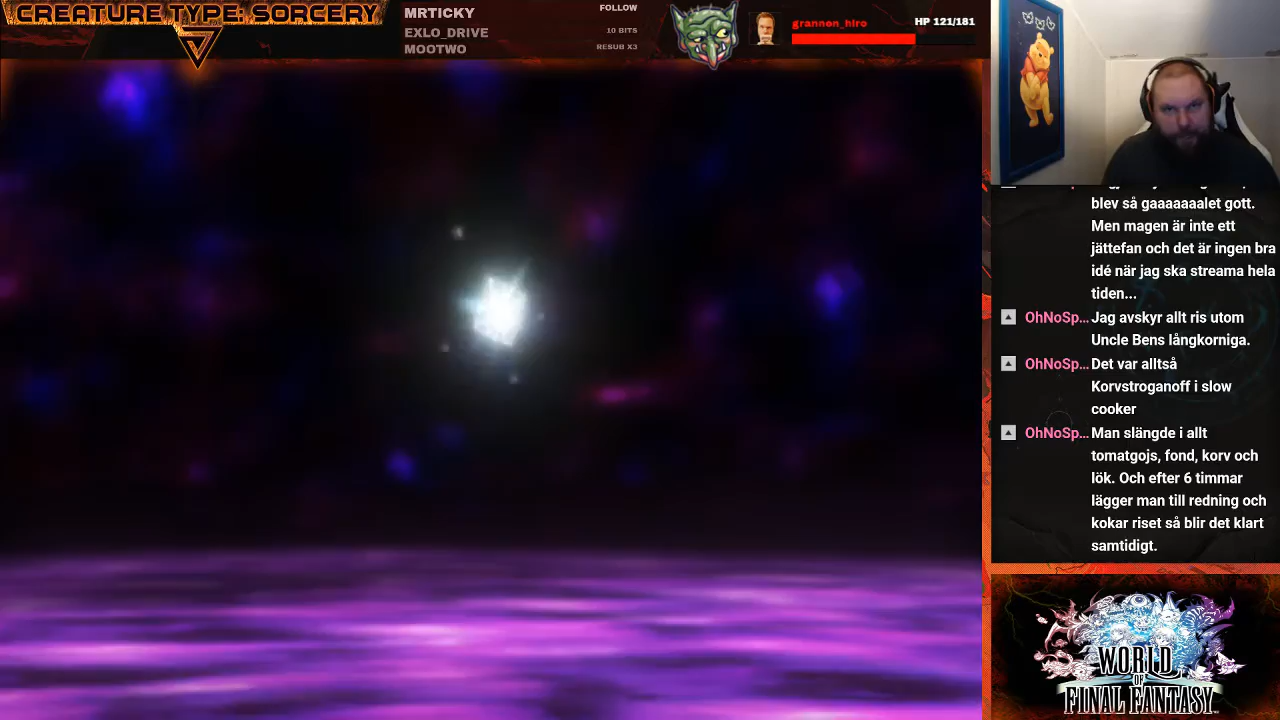 CREATURE TYPE: SORCERY
MRTICKY
FOLLOW
EXLO_DRIVE
10 BITS
MOOTWO
RESUB X3
grannon_hiro
HP 121/181
blev så gaaaaaaalet gott.
Men magen är inte ett
jättefan och det är ingen bra
idé när jag ska streama hela
tiden...
OhNoSp... Jag avskyr allt ris utom
Uncle Bens långkorniga.
OhNoSp... Det var alltså
Korvstroganoff i slow
cooker
OhNoSp... Man slängde i allt
tomatgojs, fond, korv och
lök. Och efter 6 timmar
lägger man till redning och
kokar riset så blir det klart
samtidigt.
WORLD
OF
FINAL FANTASY